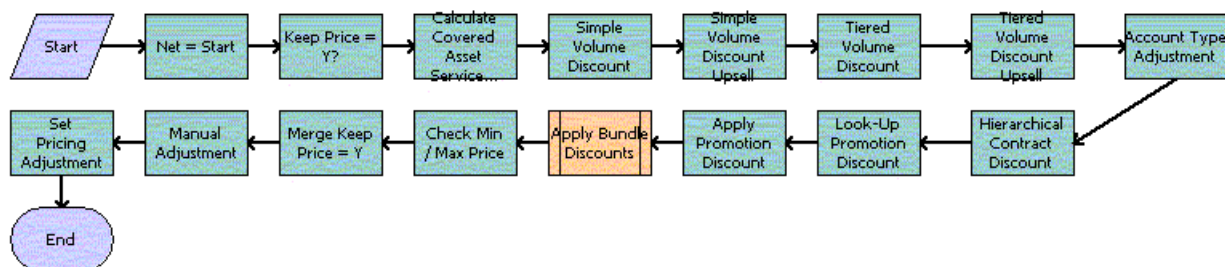 Start
Net = Start
Keep Price =
Y?
Calculate
Covered
Asset
Service...
Simple
Volume
Discount
Simple
Volume
Discount
Upsell
Tiered
Volume
Discount
Tiered
Volume
Discount
Upsell
Account Type
Adjustment
Set
Pricing
Adjustment
Manual
Adjustment
Merge Keep
Price = Y
Check Min
/ Max Price
Apply Bundle
Discounts
Apply
Promotion
Discount
Look-Up
Promotion
Discount
Hierarchical
Contract
Discount
End